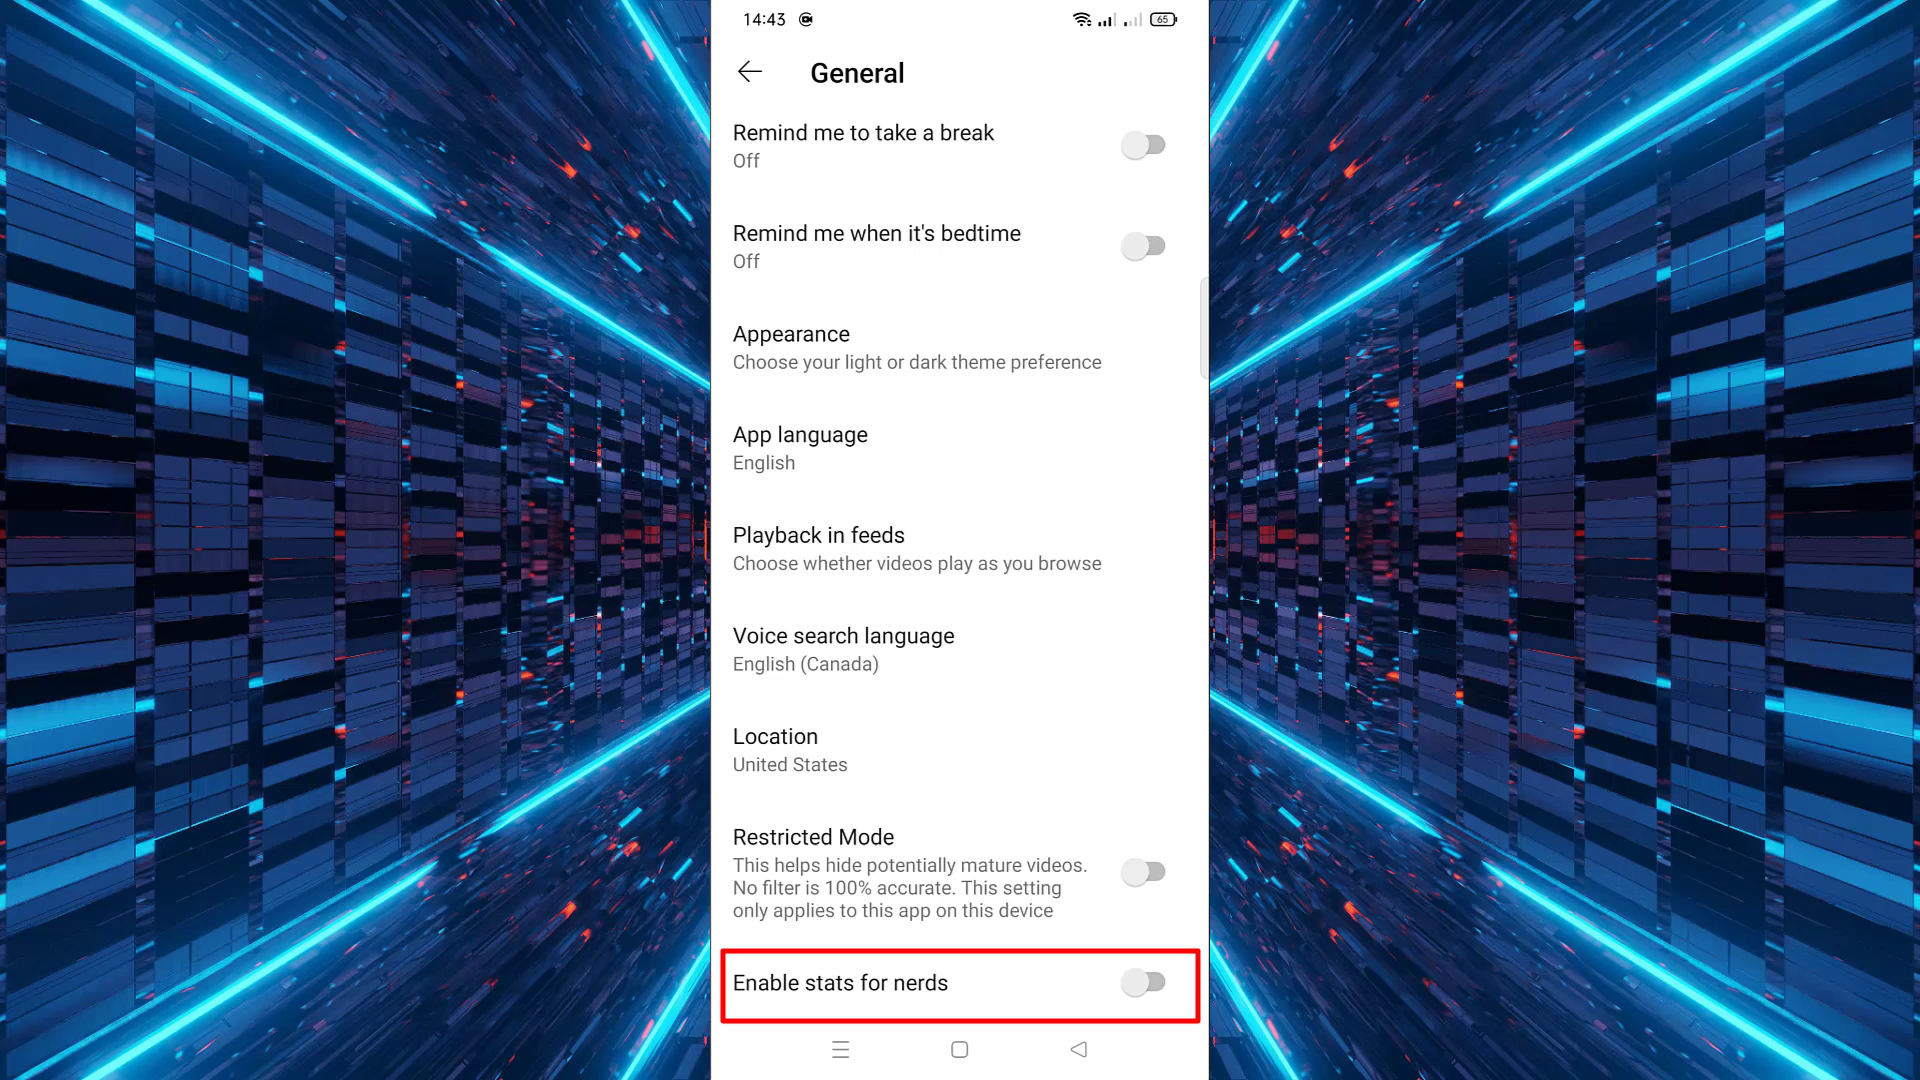 14:43
65
General
Remind me to take a break
Off
Remind me when it's bedtime
Off
Appearance
Choose your light or dark theme preference
App language
English
Playback in feeds
Choose whether videos play as you browse
Voice search language
English (Canada)
Location
United States
Restricted Mode
This helps hide potentially mature videos.
No filter is 100% accurate. This setting
only applies to this app on this device
Enable stats for nerds